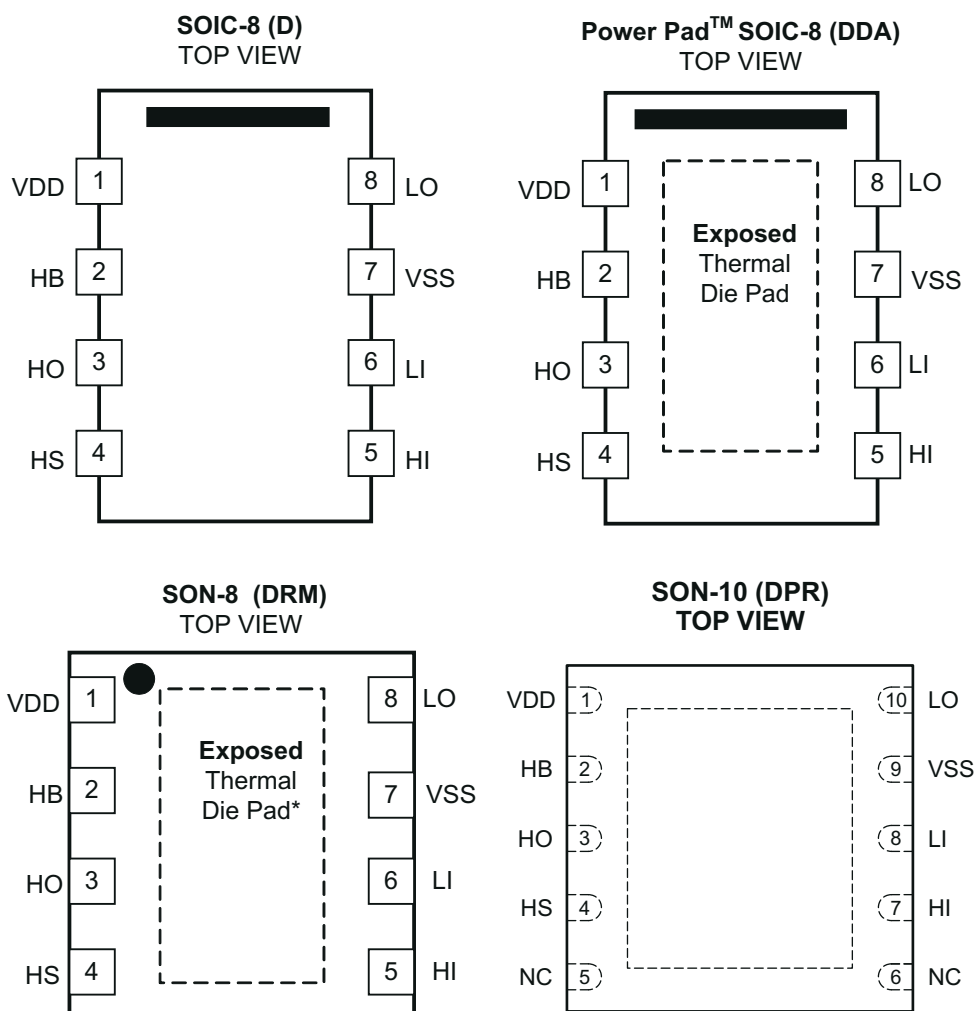 SOIC-8 (D)
TOP VIEW
VDD 1 8 LO
HB 2 7 VSS
HO 3 6 LI
HS 4 5 HI
Power Pad™ SOIC-8 (DDA)
TOP VIEW
VDD 1 8 LO
Exposed
Thermal
Die Pad
HB 2 7 VSS
HO 3 6 LI
HS 4 5 HI
SON-8 (DRM)
TOP VIEW
VDD 1 8 LO
Exposed
Thermal
Die Pad*
HB 2 7 VSS
HO 3 6 LI
HS 4 5 HI
SON-10 (DPR)
TOP VIEW
VDD 1 10 LO
HB 2 9 VSS
HO 3 8 LI
HS 4 7 HI
NC 5 6 NC